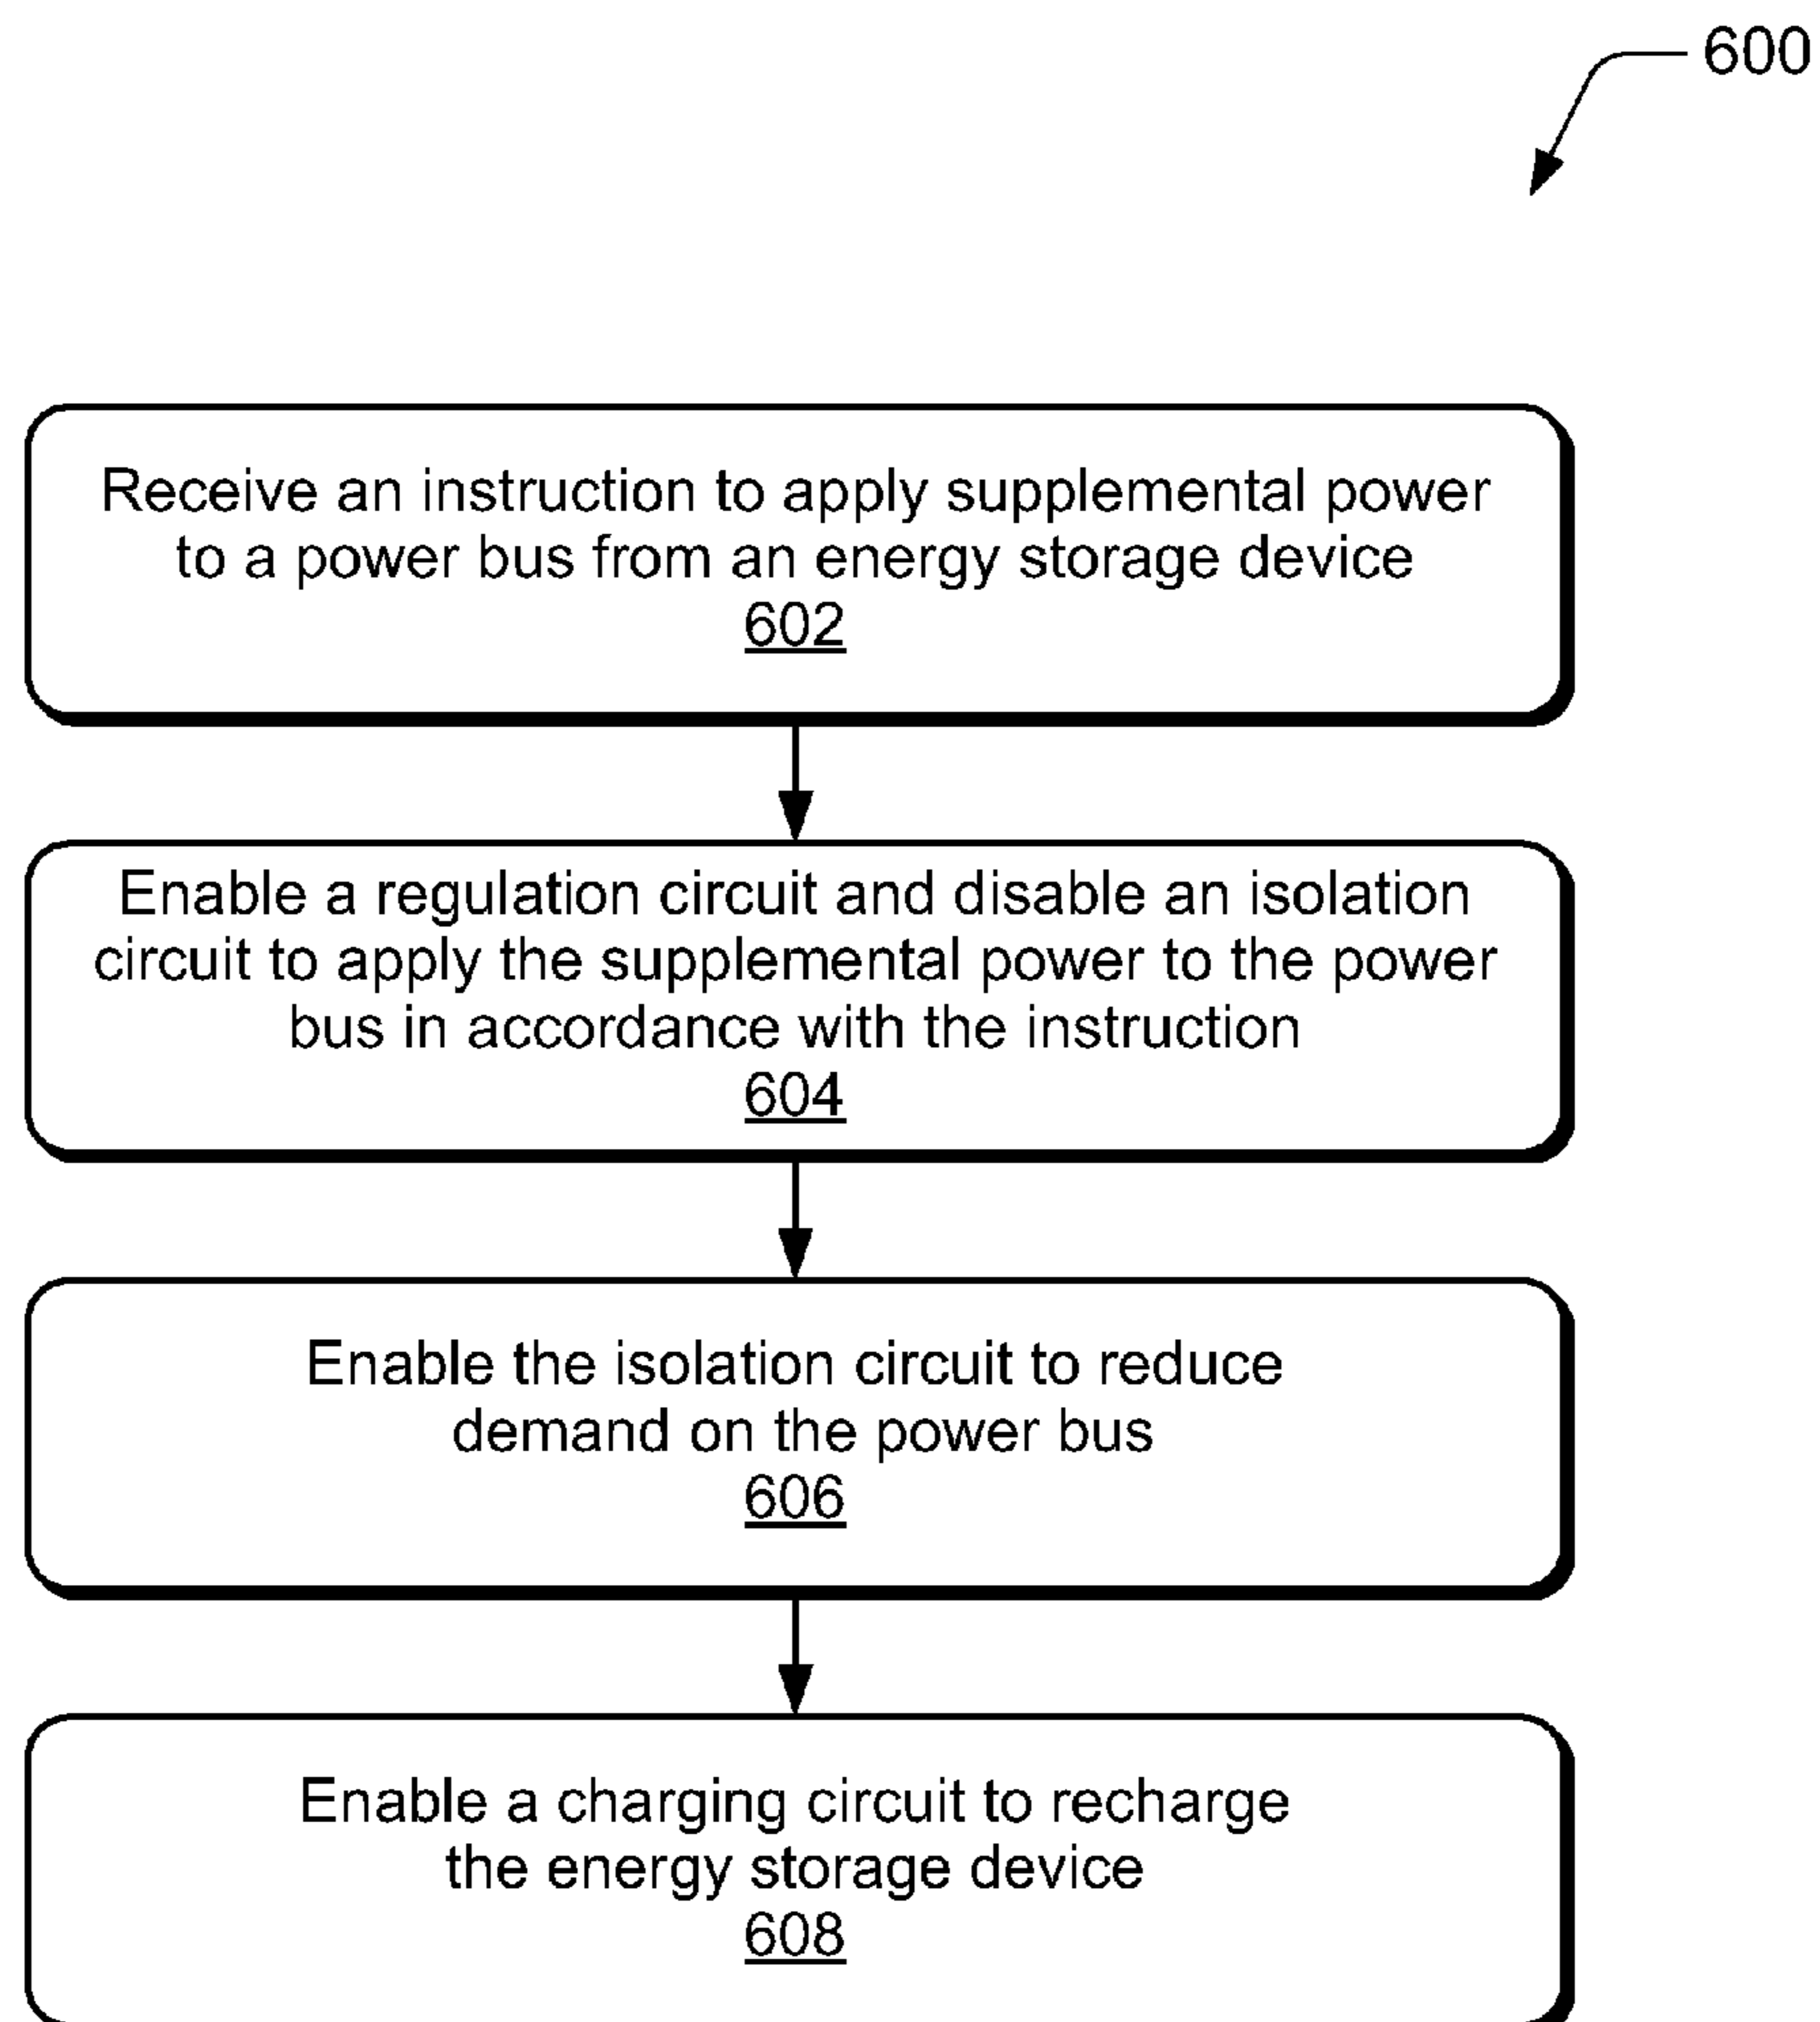 600
Receive an instruction to apply supplemental power
to a power bus from an energy storage device
602
Enable a regulation circuit and disable an isolation
circuit to apply the supplemental power to the power
bus in accordance with the instruction
604
Enable the isolation circuit to reduce
demand on the power bus
606
Enable a charging circuit to recharge
the energy storage device
608